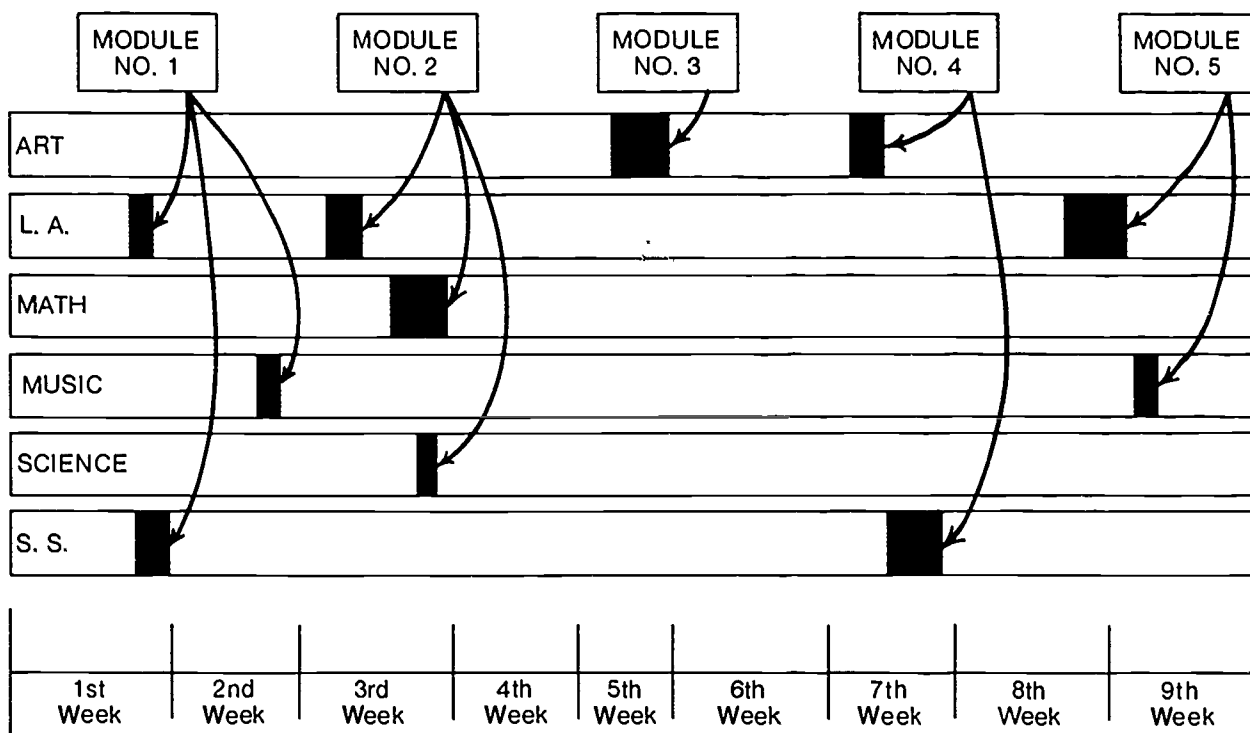 MODULE
NO. 1
MODULE
NO. 2
MODULE
NO. 3
MODULE
NO. 4
MODULE
NO. 5
ART
L. A.
MATH
MUSIC
SCIENCE
S. S.
1st
Week
2nd
Week
3rd
Week
4th
Week
5th
Week
6th
Week
7th
Week
8th
Week
9th
Week